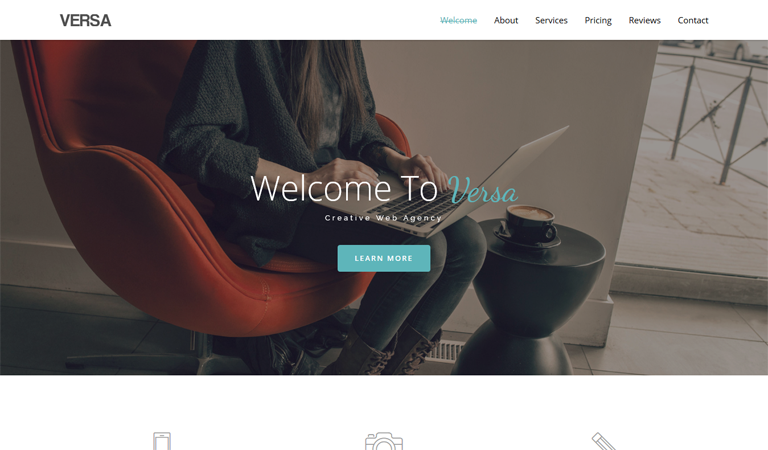 VERSA
Welcome About Services Pricing Reviews Contact
Welcome To Versa
Creative Web Agency
LEARN MORE